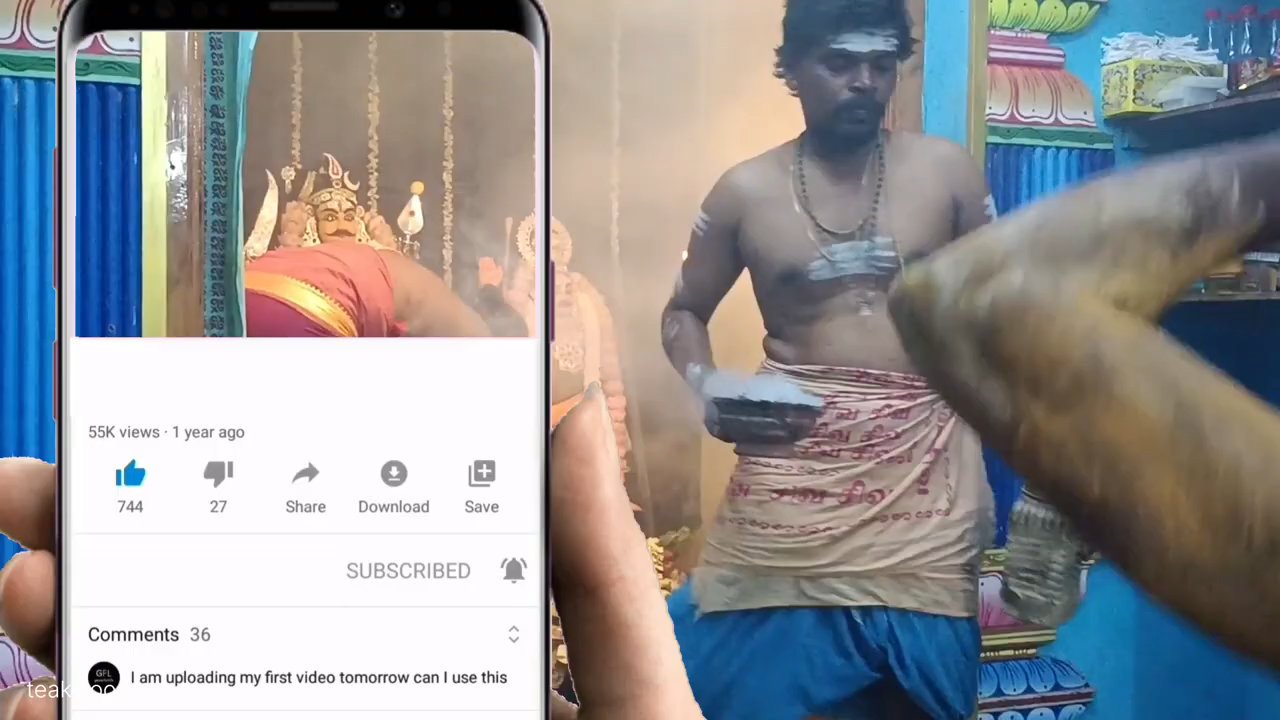 55K views · 1 year ago
744
27
Share
Download
Save
SUBSCRIBED
Comments 36
GFL
I am uploading my first video tomorrow can I use this
சிவ சிவ
சிவ சிவ